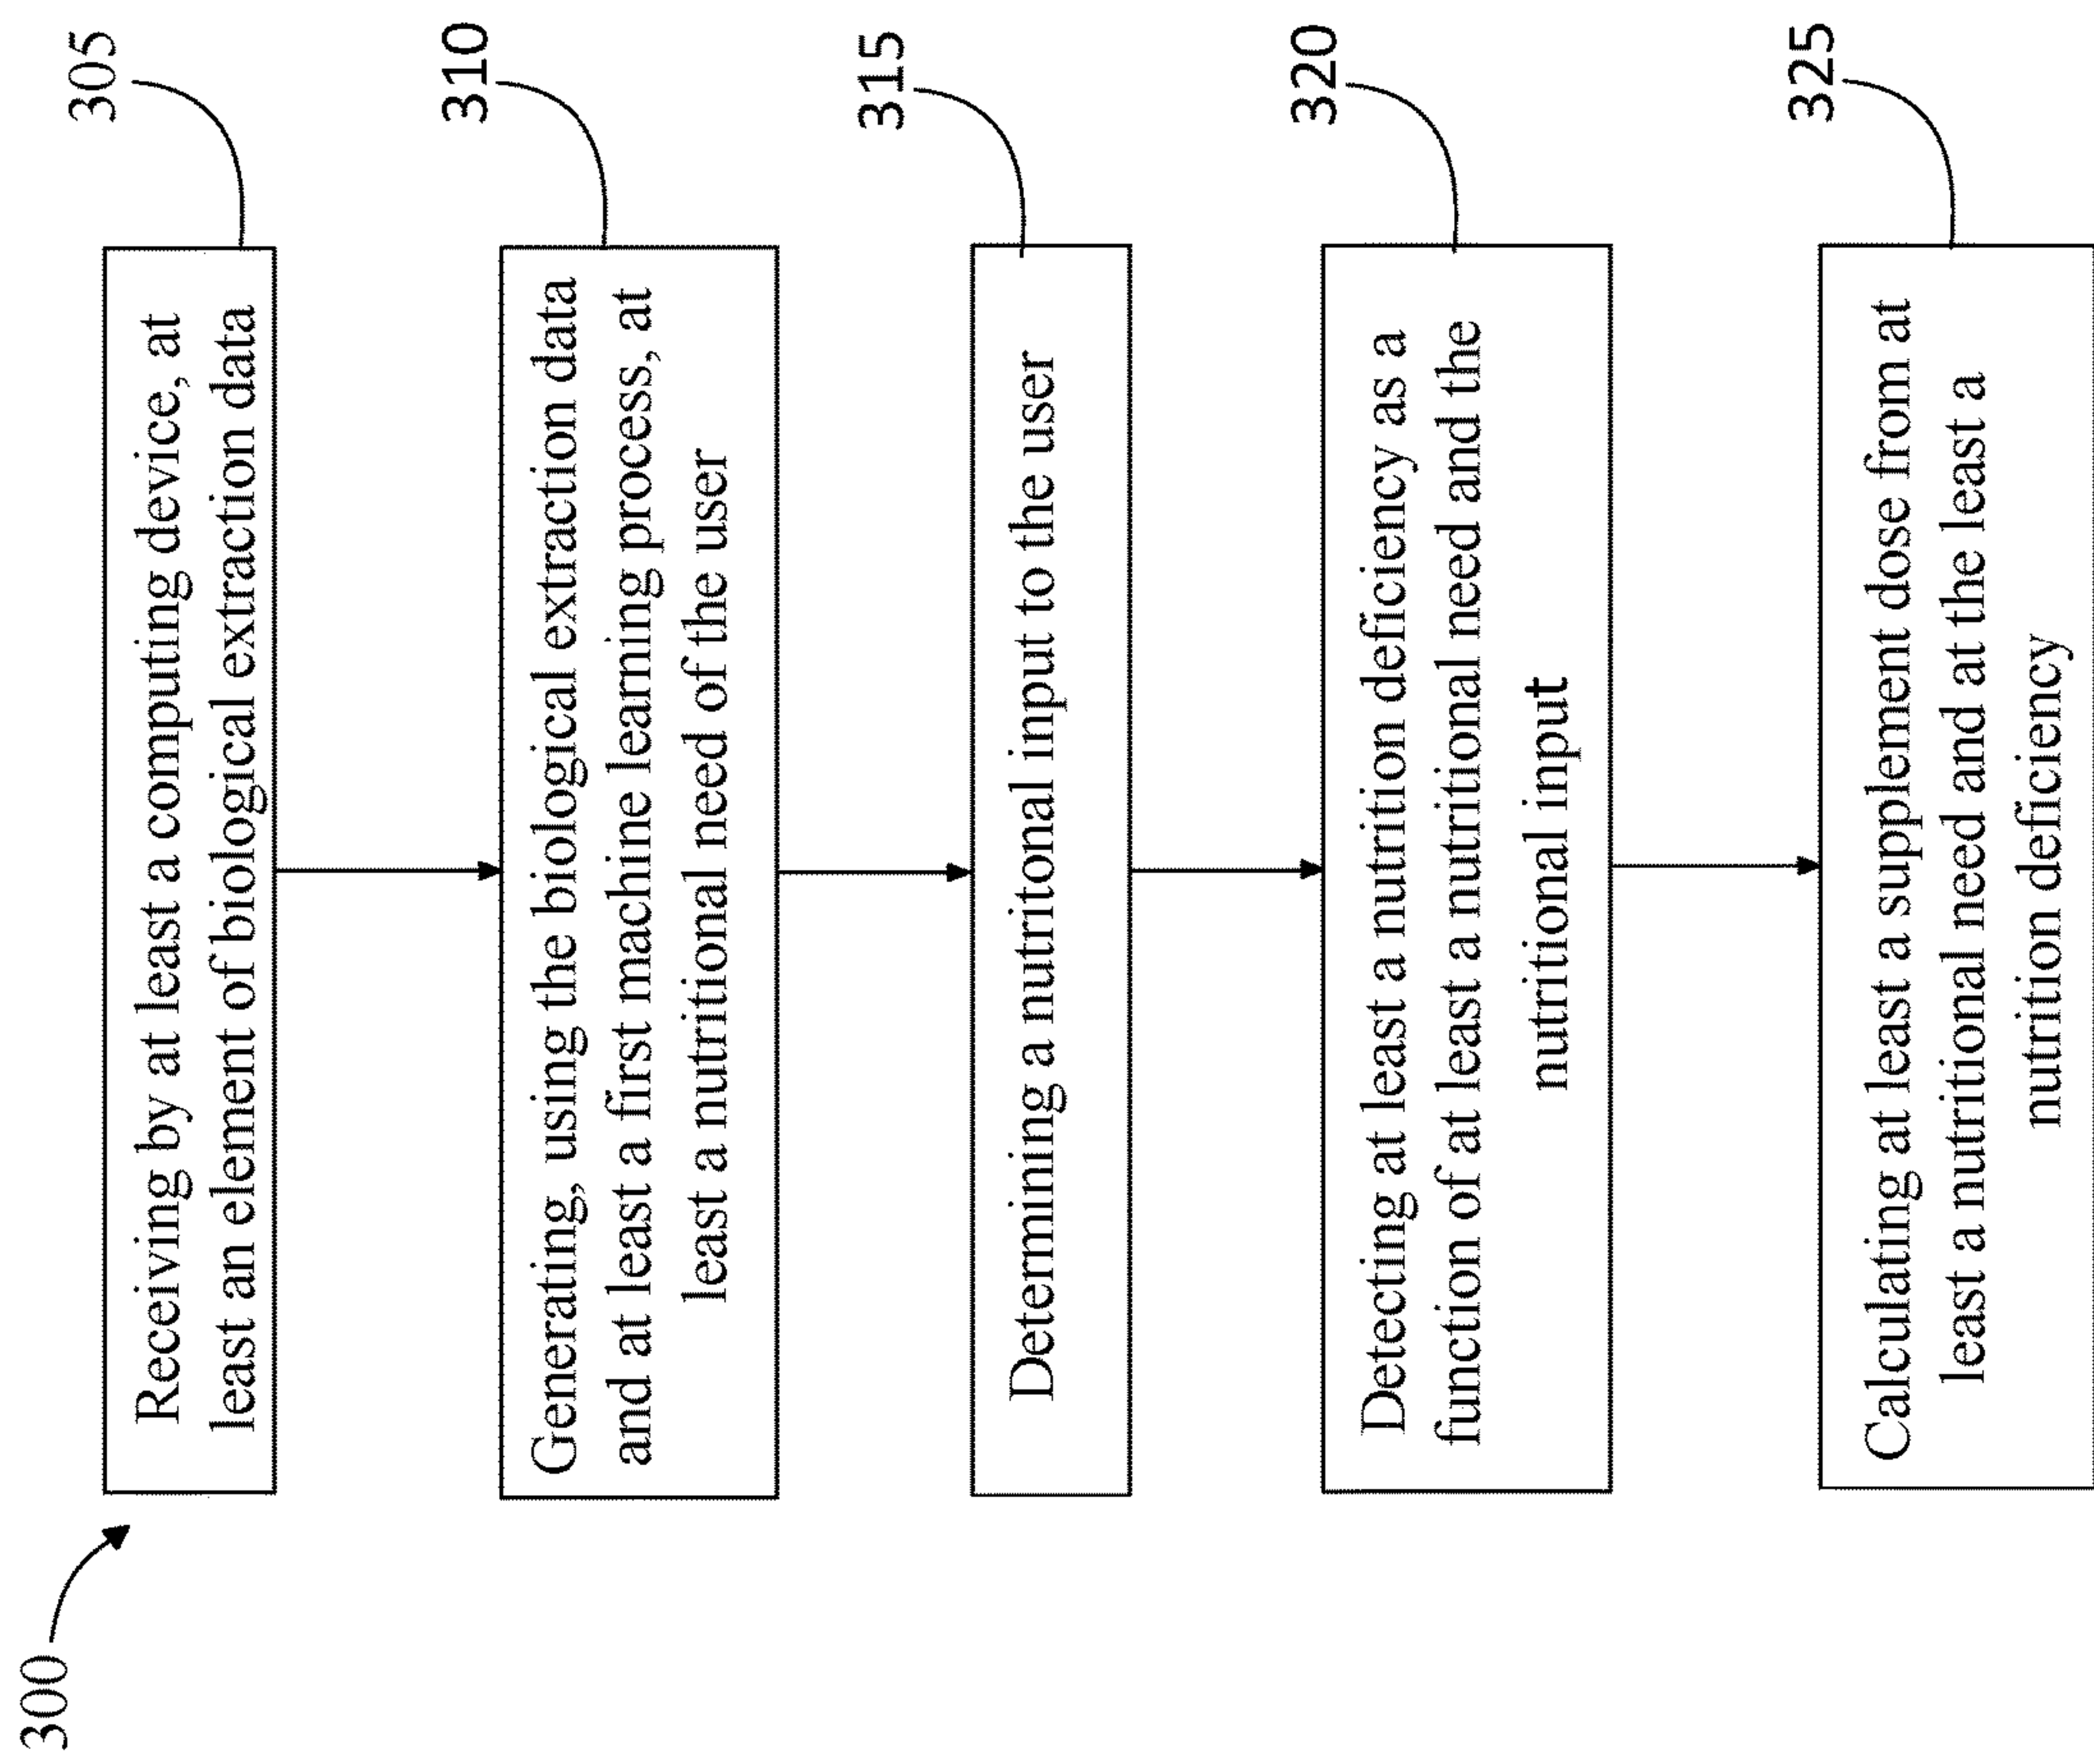 300
305
Receiving by at least a computing device, at
least an element of biological extraction data
310
Generating, using the biological extraction data
and at least a first machine learning process, at
least a nutritional need of the user
315
Determining a nutritonal input to the user
320
Detecting at least a nutrition deficiency as a
function of at least a nutritional need and the
nutritional input
325
Calculating at least a supplement dose from at
least a nutritional need and at the least a
nutrition deficiency